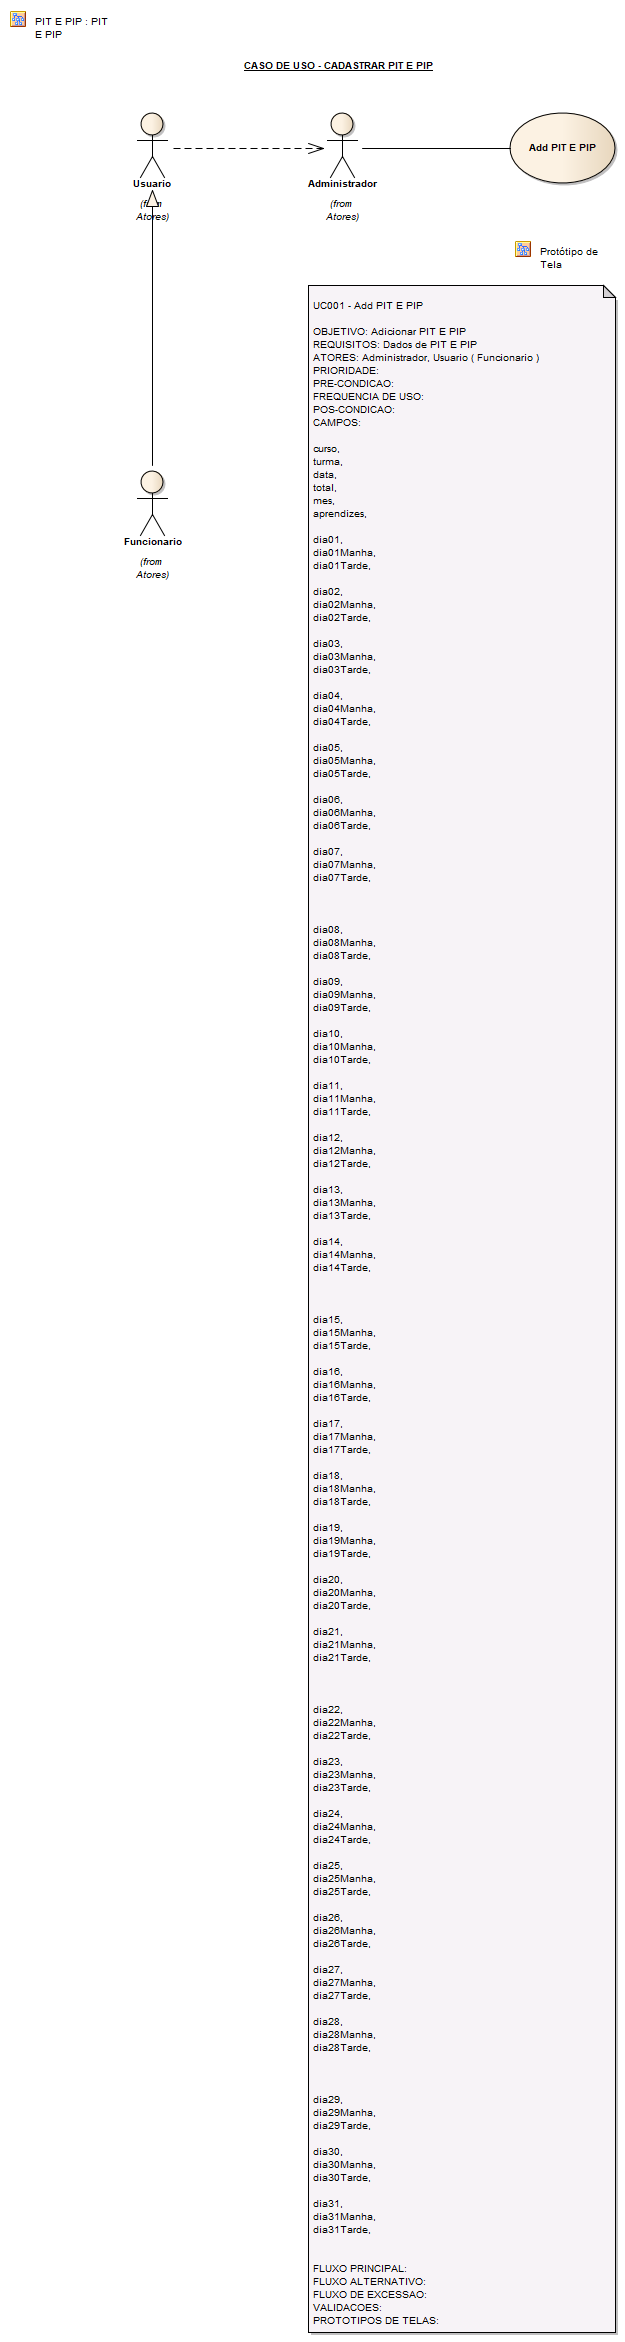 PIT E PIP : PIT
E PIP
CASO DE USO - CADASTRAR PIT E PIP
Usuario
(from
Atores)
Administrador
(from
Atores)
Add PIT E PIP
Protótipo de
Tela
Funcionario
(from
Atores)
UC001 - Add PIT E PIP
OBJETIVO: Adicionar PIT E PIP
REQUISITOS: Dados de PIT E PIP
ATORES: Administrador, Usuario ( Funcionario )
PRIORIDADE:
PRE-CONDICAO:
FREQUENCIA DE USO:
POS-CONDICAO:
CAMPOS:
curso,
turma,
data,
total,
mes,
aprendizes,
dia01,
dia01Manha,
dia01Tarde,
dia02,
dia02Manha,
dia02Tarde,
dia03,
dia03Manha,
dia03Tarde,
dia04,
dia04Manha,
dia04Tarde,
dia05,
dia05Manha,
dia05Tarde,
dia06,
dia06Manha,
dia06Tarde,
dia07,
dia07Manha,
dia07Tarde,
dia08,
dia08Manha,
dia08Tarde,
dia09,
dia09Manha,
dia09Tarde,
dia10,
dia10Manha,
dia10Tarde,
dia11,
dia11Manha,
dia11Tarde,
dia12,
dia12Manha,
dia12Tarde,
dia13,
dia13Manha,
dia13Tarde,
dia14,
dia14Manha,
dia14Tarde,
dia15,
dia15Manha,
dia15Tarde,
dia16,
dia16Manha,
dia16Tarde,
dia17,
dia17Manha,
dia17Tarde,
dia18,
dia18Manha,
dia18Tarde,
dia19,
dia19Manha,
dia19Tarde,
dia20,
dia20Manha,
dia20Tarde,
dia21,
dia21Manha,
dia21Tarde,
dia22,
dia22Manha,
dia22Tarde,
dia23,
dia23Manha,
dia23Tarde,
dia24,
dia24Manha,
dia24Tarde,
dia25,
dia25Manha,
dia25Tarde,
dia26,
dia26Manha,
dia26Tarde,
dia27,
dia27Manha,
dia27Tarde,
dia28,
dia28Manha,
dia28Tarde,
dia29,
dia29Manha,
dia29Tarde,
dia30,
dia30Manha,
dia30Tarde,
dia31,
dia31Manha,
dia31Tarde,
FLUXO PRINCIPAL:
FLUXO ALTERNATIVO:
FLUXO DE EXCESSAO:
VALIDACOES:
PROTOTIPOS DE TELAS: